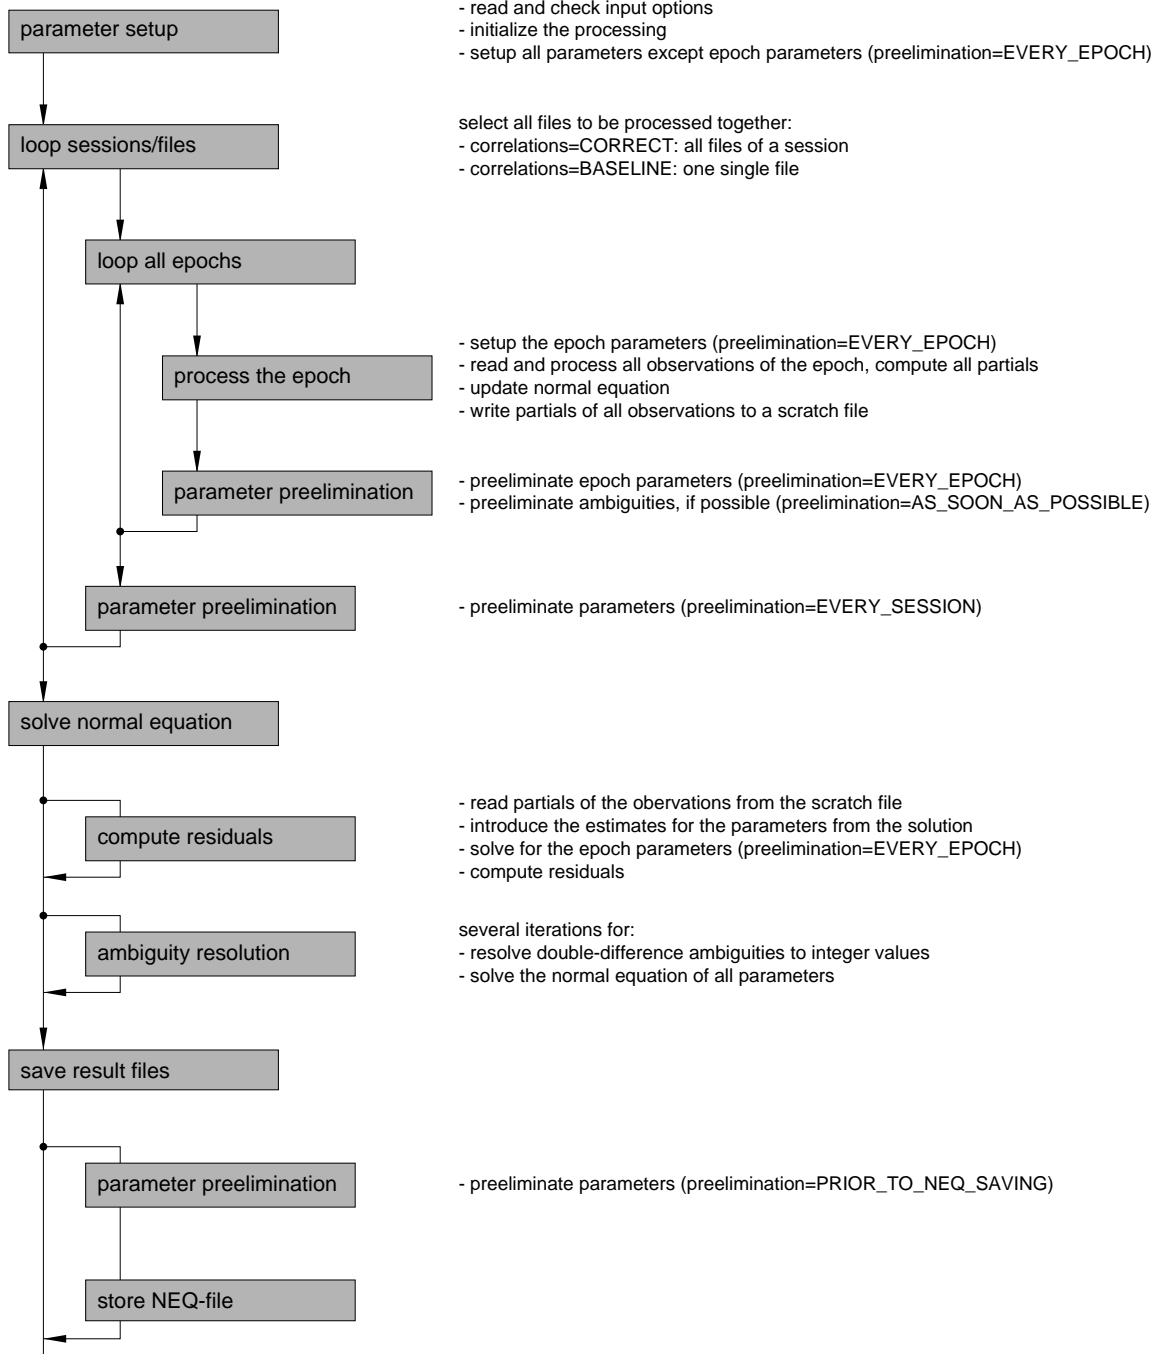 - read and check input options
parameter setup
- initialize the processing
- setup all parameters except epoch parameters (preelimination=EVERY_EPOCH)
loop sessions/files
select all files to be processed together:
- correlations=CORRECT: all files of a session
- correlations=BASELINE: one single file
loop all epochs
process the epoch
- setup the epoch parameters (preelimination=EVERY_EPOCH)
- read and process all observations of the epoch, compute all partials
- update normal equation
- write partials of all observations to a scratch file
parameter preelimination
- preeliminate epoch parameters (preelimination=EVERY_EPOCH)
- preeliminate ambiguities, if possible (preelimination=AS_SOON_AS_POSSIBLE)
parameter preelimination
- preeliminate parameters (preelimination=EVERY_SESSION)
solve normal equation
compute residuals
- read partials of the obervations from the scratch file
- introduce the estimates for the parameters from the solution
- solve for the epoch parameters (preelimination=EVERY_EPOCH)
- compute residuals
ambiguity resolution
several iterations for:
- resolve double-difference ambiguities to integer values
- solve the normal equation of all parameters
save result files
parameter preelimination
- preeliminate parameters (preelimination=PRIOR_TO_NEQ_SAVING)
store NEQ-file